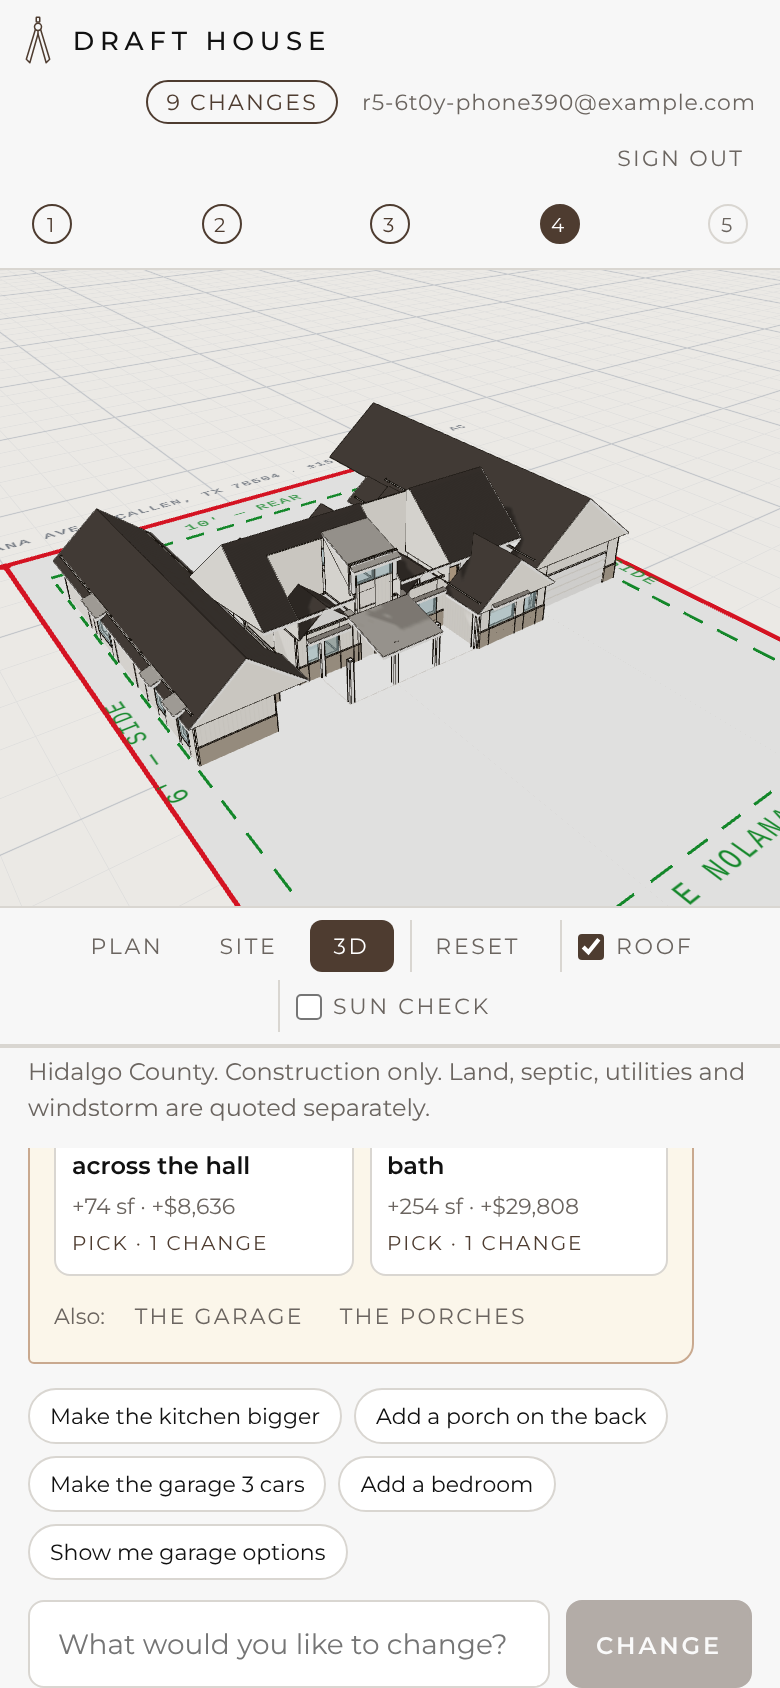 DRAFT HOUSE
9 CHANGES r5-6t0y-phone390@example.com
SIGN OUT
1 2 3 4 5
TX 78504
10' — REAR
SIDE
E NOLANA
PLAN SITE 3D RESET ROOF
SUN CHECK
Hidalgo County. Construction only. Land, septic, utilities and
windstorm are quoted separately.
across the hall bath
+74 sf · +$8,636 +254 sf · +$29,808
PICK · 1 CHANGE PICK · 1 CHANGE
Also: THE GARAGE THE PORCHES
Make the kitchen bigger Add a porch on the back
Make the garage 3 cars Add a bedroom
Show me garage options
What would you like to change? CHANGE